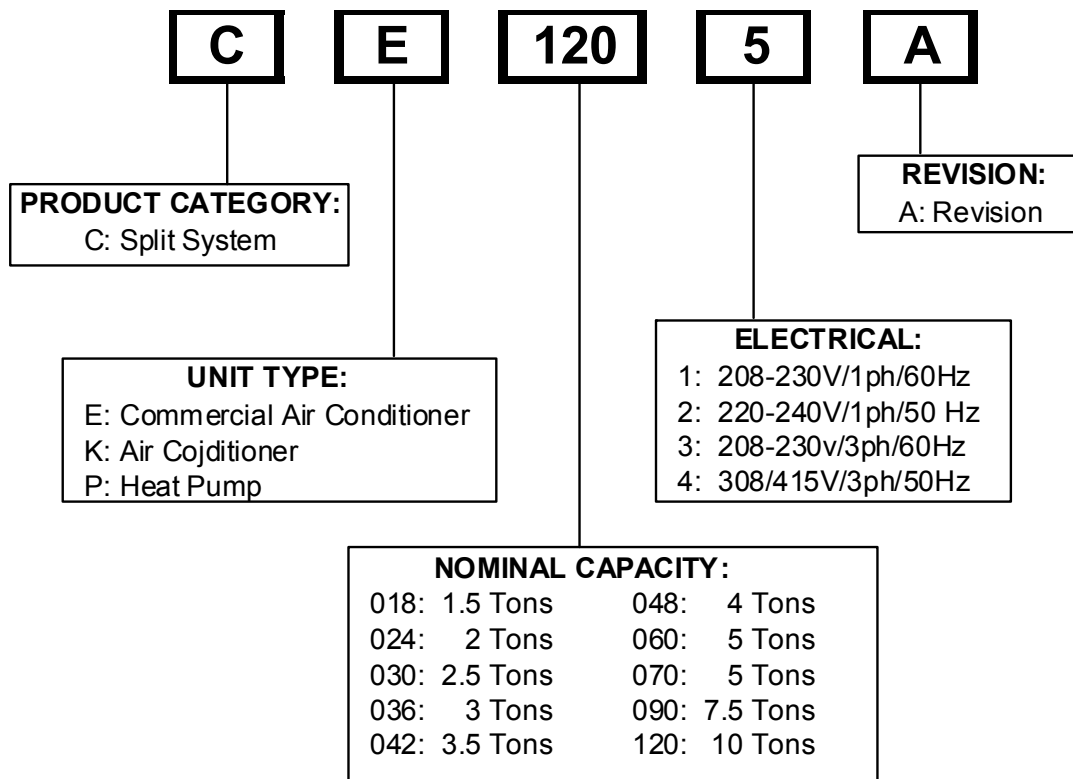 C E 120 5 A
PRODUCT CATEGORY:
C: Split System
REVISION:
A: Revision
UNIT TYPE:
E: Commercial Air Conditioner
K: Air Cojditioner
P: Heat Pump
ELECTRICAL:
1: 208-230V/1ph/60Hz
2: 220-240V/1ph/50 Hz
3: 208-230v/3ph/60Hz
4: 308/415V/3ph/50Hz
NOMINAL CAPACITY:
018: 1.5 Tons 048: 4 Tons
024: 2 Tons 060: 5 Tons
030: 2.5 Tons 070: 5 Tons
036: 3 Tons 090: 7.5 Tons
042: 3.5 Tons 120: 10 Tons